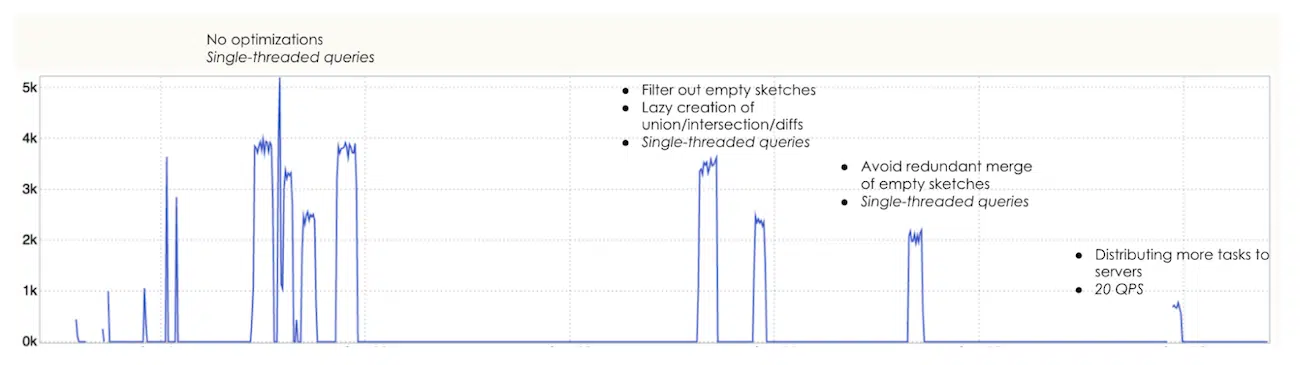 No optimizations
Single-threaded queries
5k
4k
3k
2k
1k
0k
● Filter out empty sketches
● Lazy creation of
union/intersection/diffs
● Single-threaded queries
● Avoid redundant merge
of empty sketches
● Single-threaded queries
● Distributing more tasks to
servers
● 20 QPS